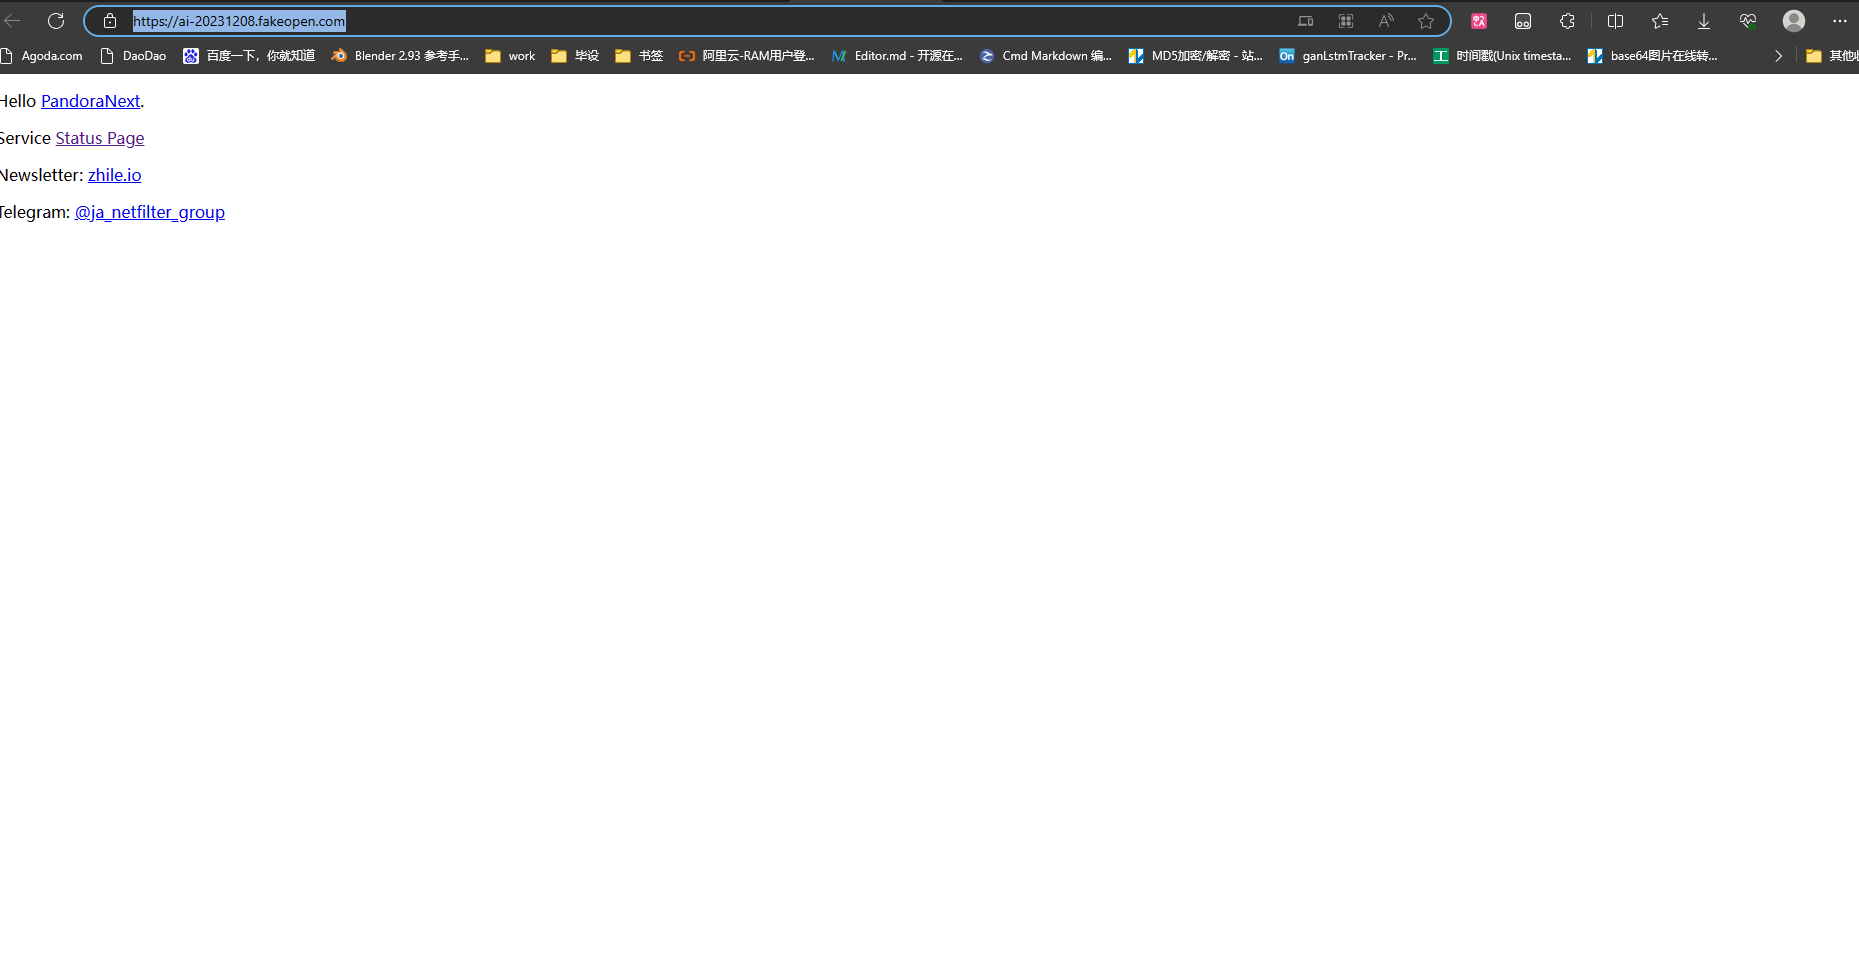 https://ai-20231208.fakeopen.com
Agoda.com DaoDao 百度一下，你就知道 Blender 2.93 参考手... work 毕设 书签 阿里云-RAM用户登... Editor.md - 开源在... Cmd Markdown 编... MD5加密/解密 - 站... ganLstmTracker - Pr... 时间戳(Unix timesta... base64图片在线转... 其他
Hello PandoraNext.
Service Status Page
Newsletter: zhile.io
Telegram: @ja_netfilter_group